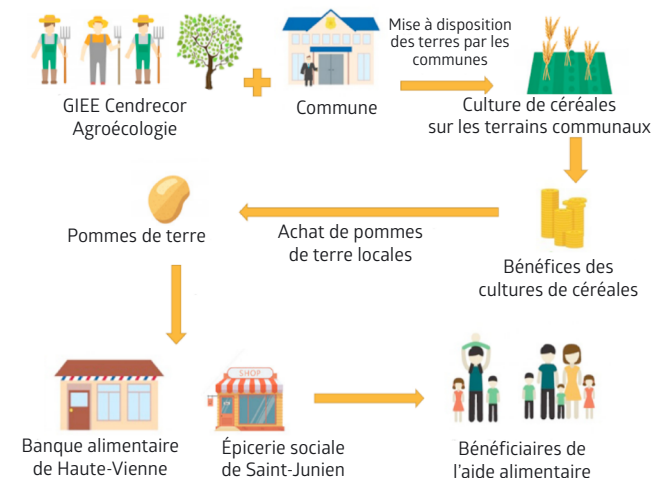 Mise à disposition
des terres par les
communes
GIEE Cendrecor
Agroécologie
Commune
Culture de céréales
sur les terrains communaux
Pommes de terre
Achat de pommes
de terre locales
Bénéfices des
cultures de céréales
SHOP
Banque alimentaire
de Haute-Vienne
Épicerie sociale
de Saint-Junien
Bénéficiaires de
l'aide alimentaire